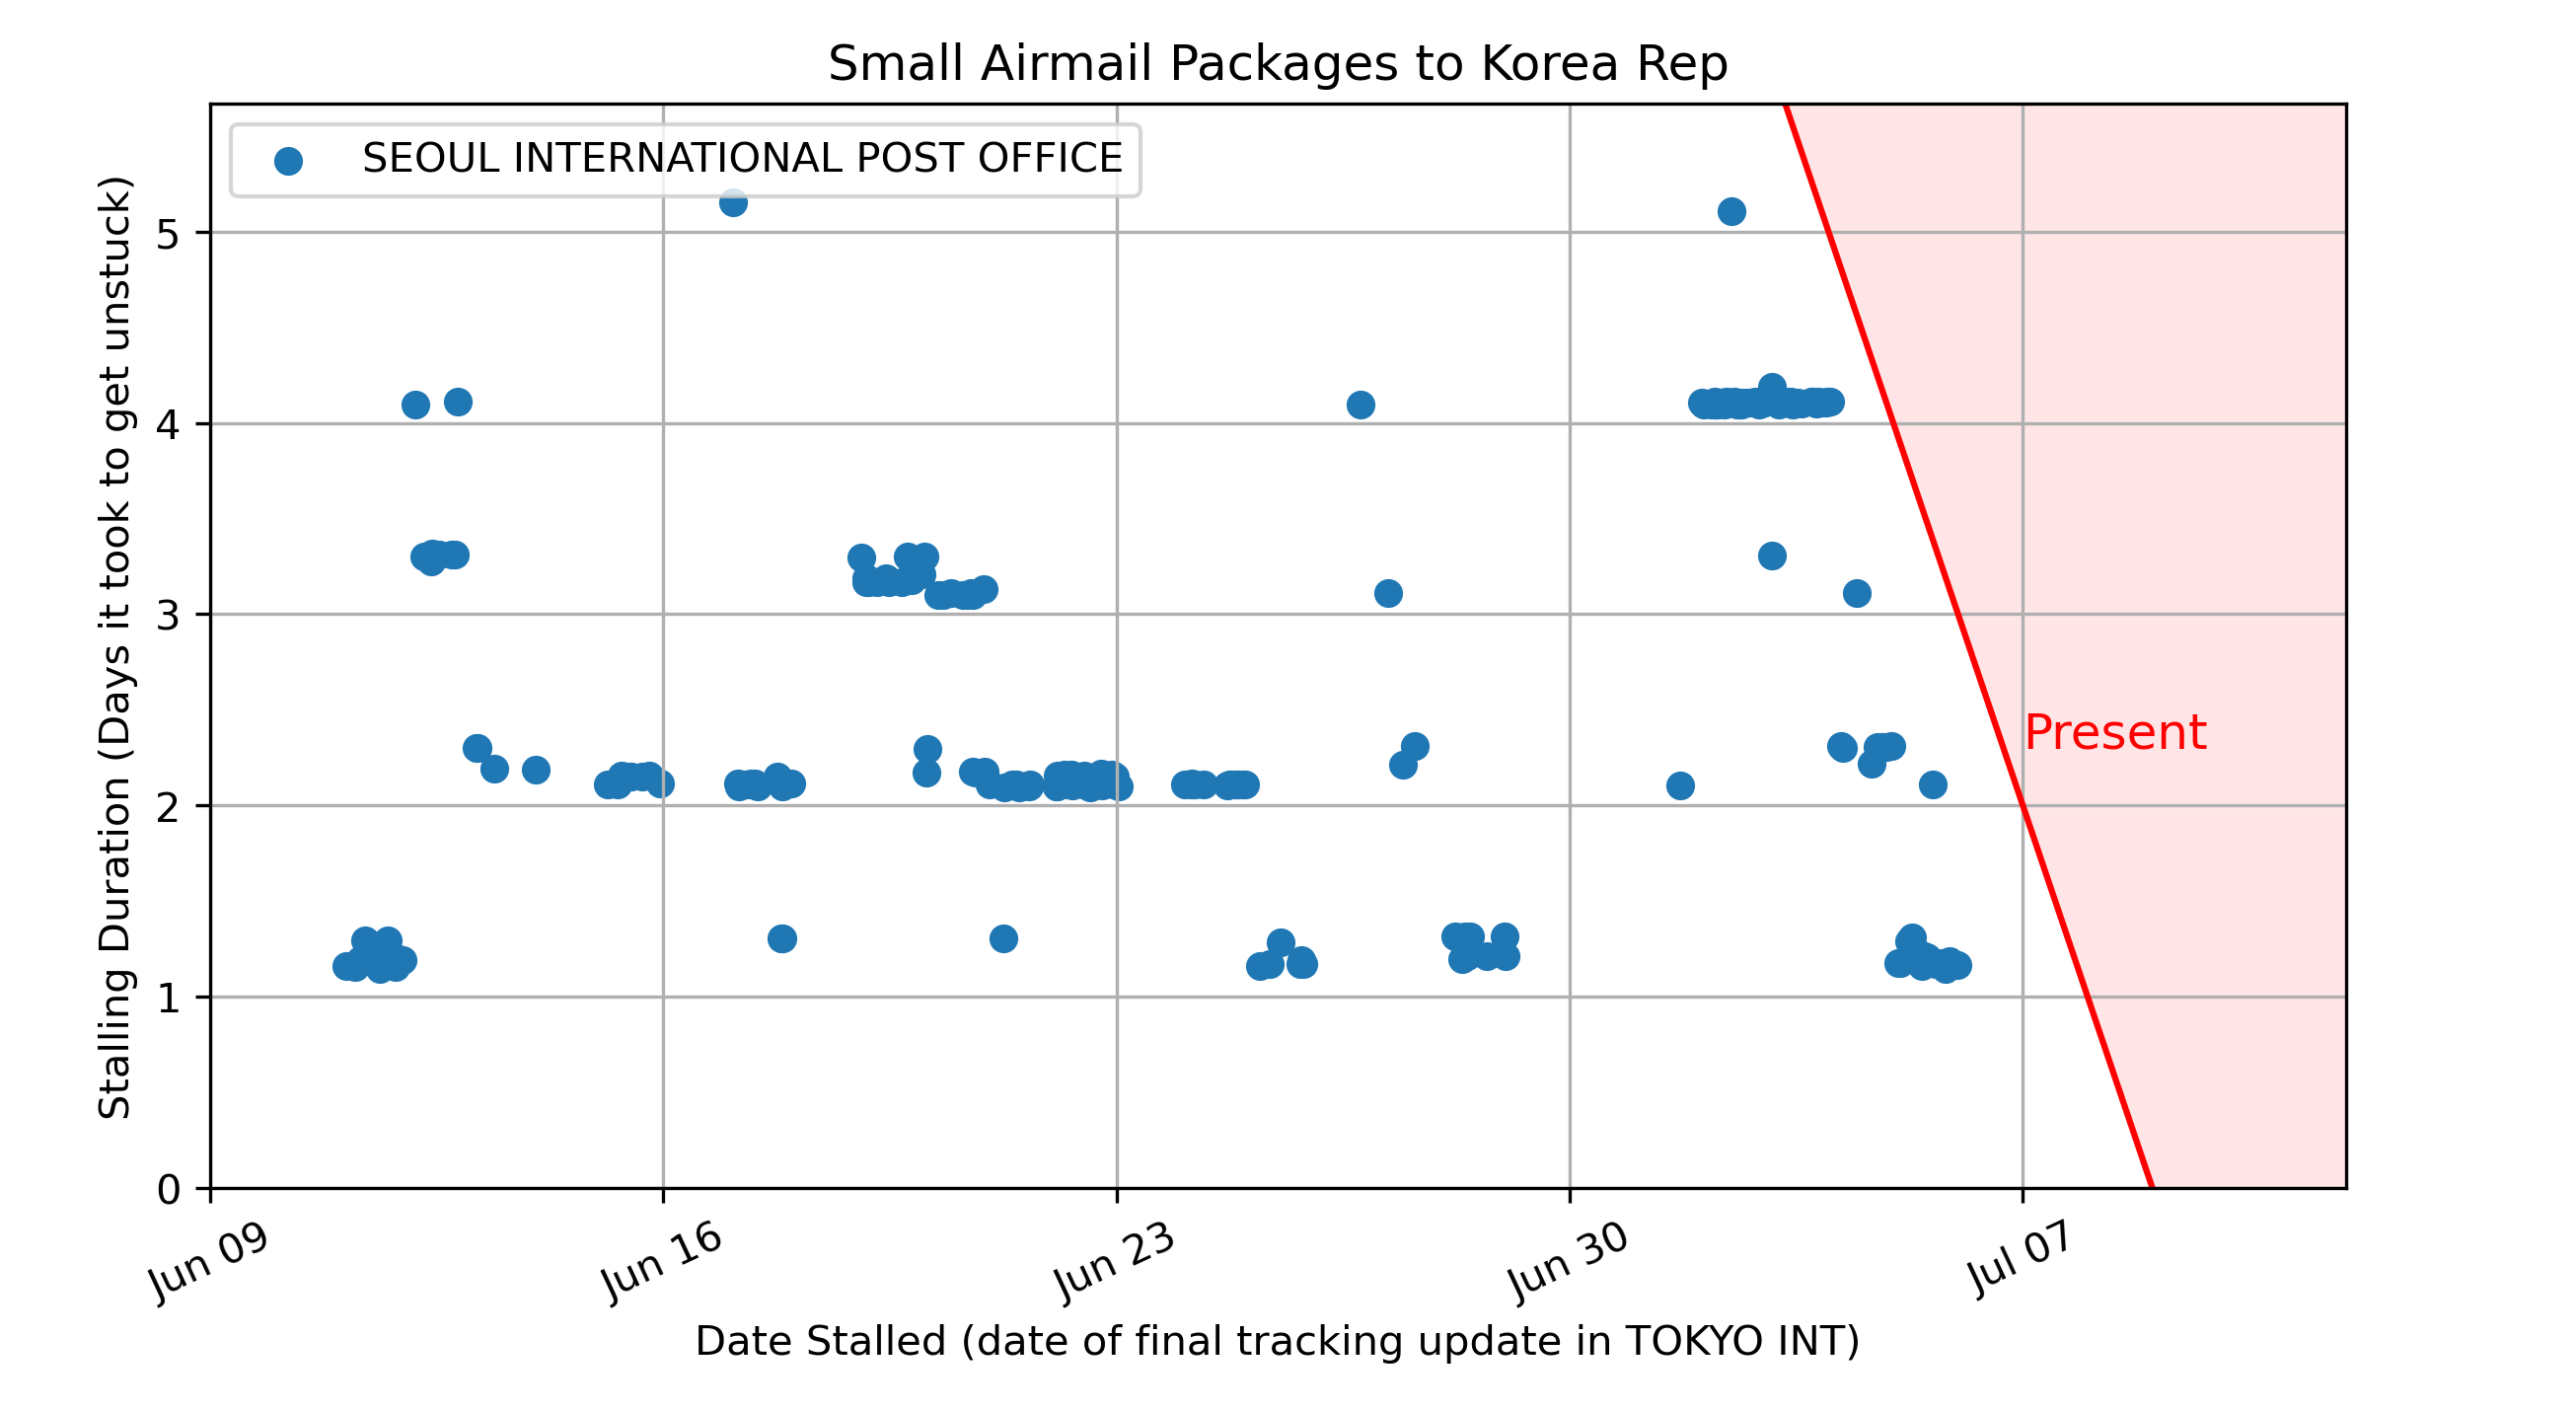 Small Airmail Packages to Korea Rep
SEOUL INTERNATIONAL POST OFFICE
Stalling Duration (Days it took to get unstuck)
5
4
3
2
1
0
Present
Jun 09
Jun 16
Jun 23
Jun 30
Jul 07
Date Stalled (date of final tracking update in TOKYO INT)